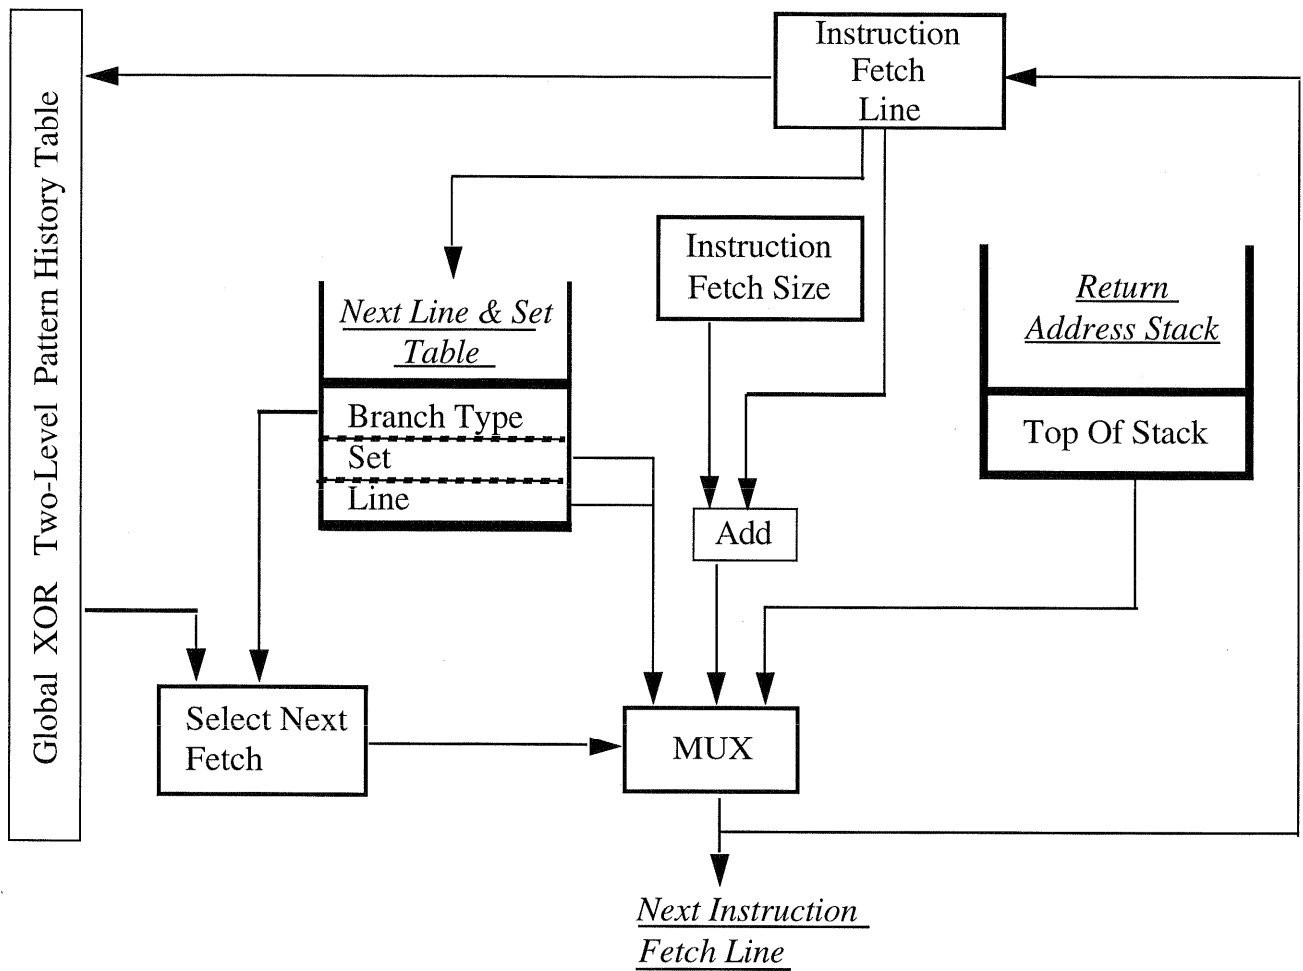 Global XOR Two-Level Pattern History Table
Instruction
Fetch
Line
Instruction
Fetch Size
Return
Address Stack
Next Line & Set
Table
Branch Type
Set
Line
Top Of Stack
Add
Select Next
Fetch
MUX
Next Instruction
Fetch Line